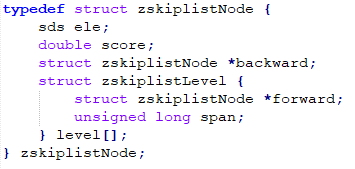 typedef struct zskiplistNode {
    sds ele;
    double score;
    struct zskiplistNode *backward;
    struct zskiplistLevel {
        struct zskiplistNode *forward;
        unsigned long span;
    } level[];
} zskiplistNode;